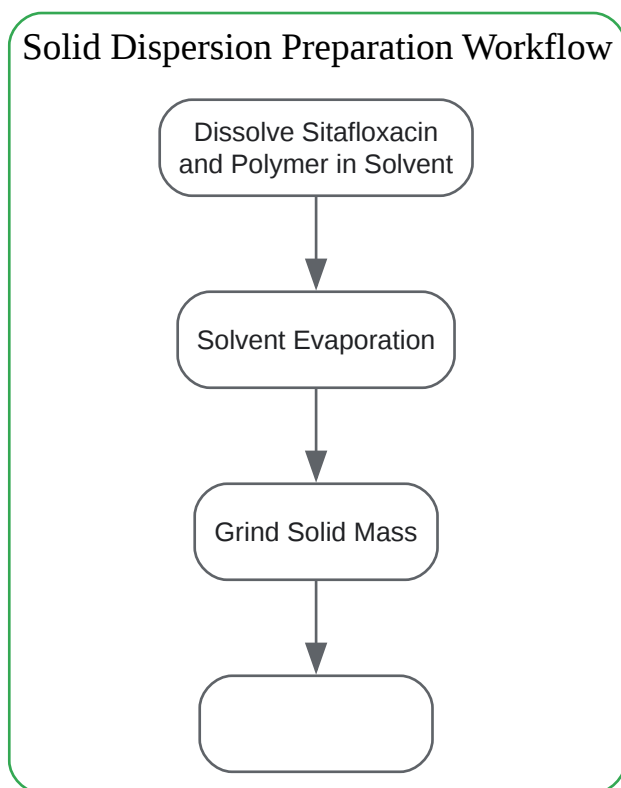 Solid Dispersion Preparation Workflow
Dissolve Sitafloxacin
and Polymer in Solvent
Solvent Evaporation
Grind Solid Mass